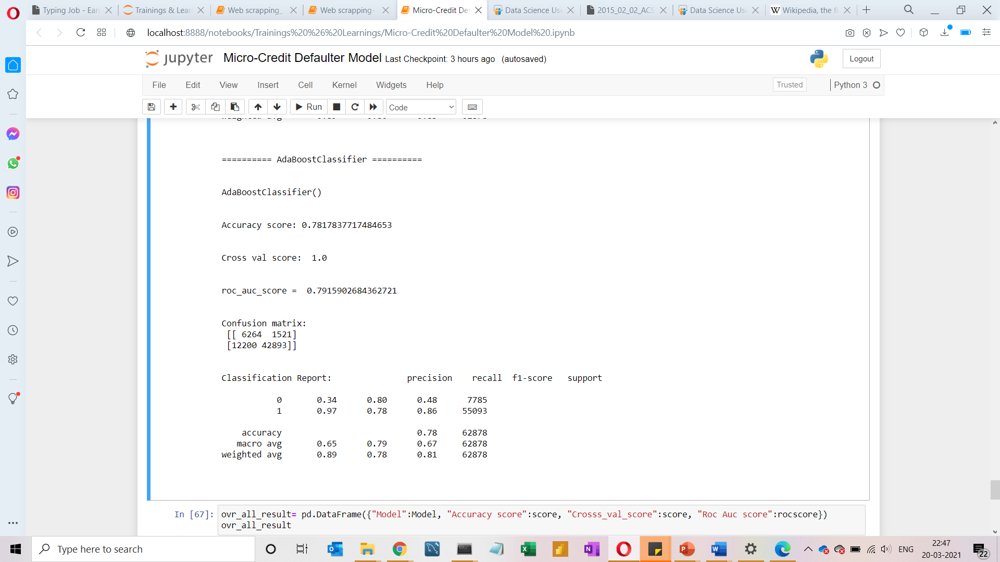 Typing Job - Ear
Trainings & Lear
Web scrapping_
Web scrapping-
Micro-Credit Def
Data Science Use
2015_02_02_ACS
Data Science Use
Wikipedia, the fr
localhost:8888/notebooks/Trainings%20%26%20Learnings/Micro-Credit%20Defaulter%20Model%20.ipynb
jupyter Micro-Credit Defaulter Model Last Checkpoint: 3 hours ago (autosaved)
Logout
File Edit View Insert Cell Kernel Widgets Help
Trusted
Python 3
Run
Code
========== AdaBoostClassifier ==========
AdaBoostClassifier()
Accuracy score: 0.7817837717484653
Cross val score:  1.0
roc_auc_score =  0.7915902684362721
Confusion matrix:
[[ 6264  1521]
[12200 42893]]
Classification Report:               precision    recall  f1-score   support
0       0.34      0.80      0.48      7785
1       0.97      0.78      0.86     55093
accuracy                           0.78     62878
macro avg       0.65      0.79      0.67     62878
weighted avg       0.89      0.78      0.81     62878
In [67]: ovr_all_result= pd.DataFrame({"Model":Model, "Accuracy score":score, "Crosss_val_score":score, "Roc Auc score":rocscore})
ovr_all_result
Type here to search
ENG
22:47
20-03-2021
22